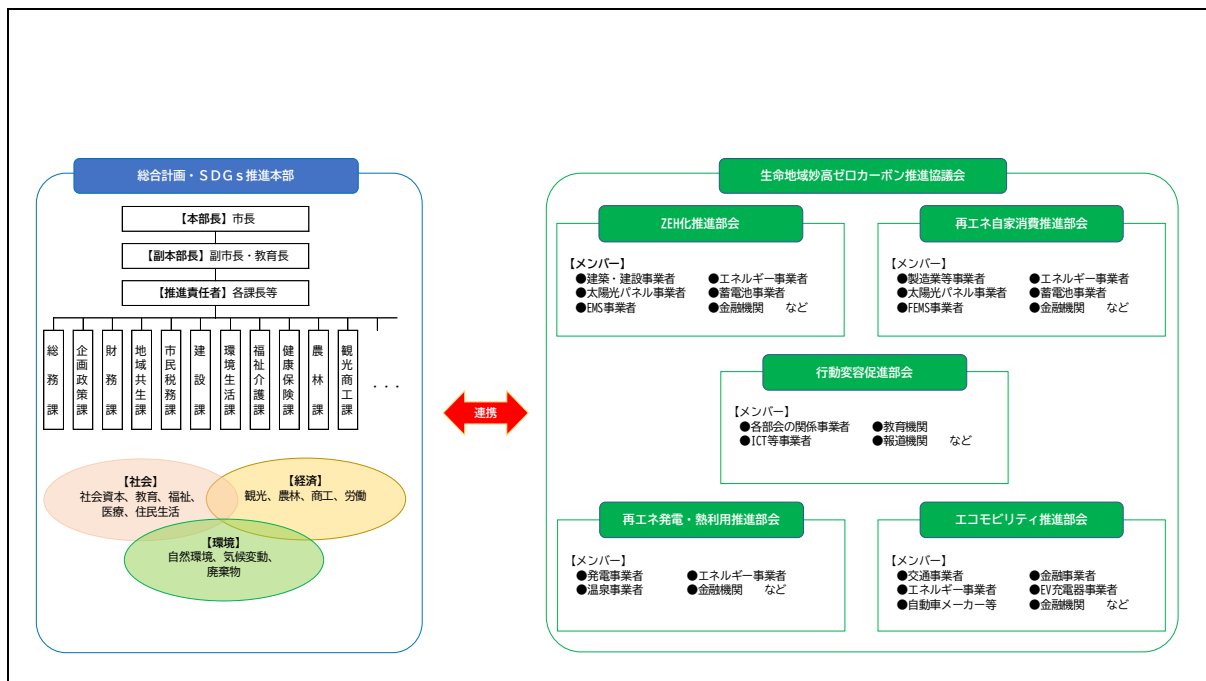 総合計画・ＳＤＧｓ推進本部
【本部長】市長
【副本部長】副市長・教育長
【推進責任者】各課長等
総務課
企画政策課
財務課
地域共生課
市民税務課
建設課
環境生活課
福祉介護課
健康保険課
農林課
観光商工課
・・・
【社会】
社会資本、教育、福祉、
医療、住民生活
【経済】
観光、農林、商工、労働
【環境】
自然環境、気候変動、
廃棄物
連携
生命地域妙高ゼロカーボン推進協議会
ZEH化推進部会
【メンバー】
●建築・建設事業者 ●エネルギー事業者
●太陽光パネル事業者 ●蓄電池事業者
●EMS事業者 ●金融機関 など
再エネ自家消費推進部会
【メンバー】
●製造業等事業者 ●エネルギー事業者
●太陽光パネル事業者 ●蓄電池事業者
●FEMS事業者 ●金融機関 など
行動変容促進部会
【メンバー】
●各部会の関係事業者 ●教育機関
●ICT等事業者 ●報道機関 など
再エネ発電・熱利用推進部会
【メンバー】
●発電事業者 ●エネルギー事業者
●温泉事業者 ●金融機関 など
エコモビリティ推進部会
【メンバー】
●交通事業者 ●金融事業者
●エネルギー事業者 ●EV充電器事業者
●自動車メーカー等 ●金融機関 など